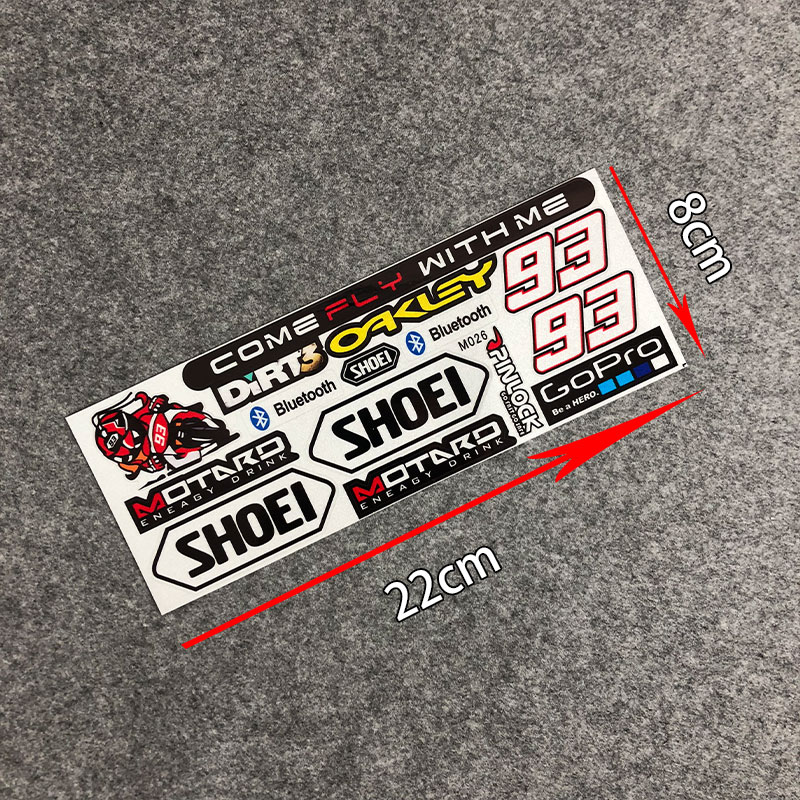 COME FLY WITH ME
DiRT3
OAKLEY
93
93
Bluetooth
SHOEI
Bluetooth
M026
PINLOCK
GoPro
Be a HERO.
93
MOTARD
ENEAGY DRINK
SHOEI
MOTARD
ENEAGY DRINK
SHOEI
8cm
22cm